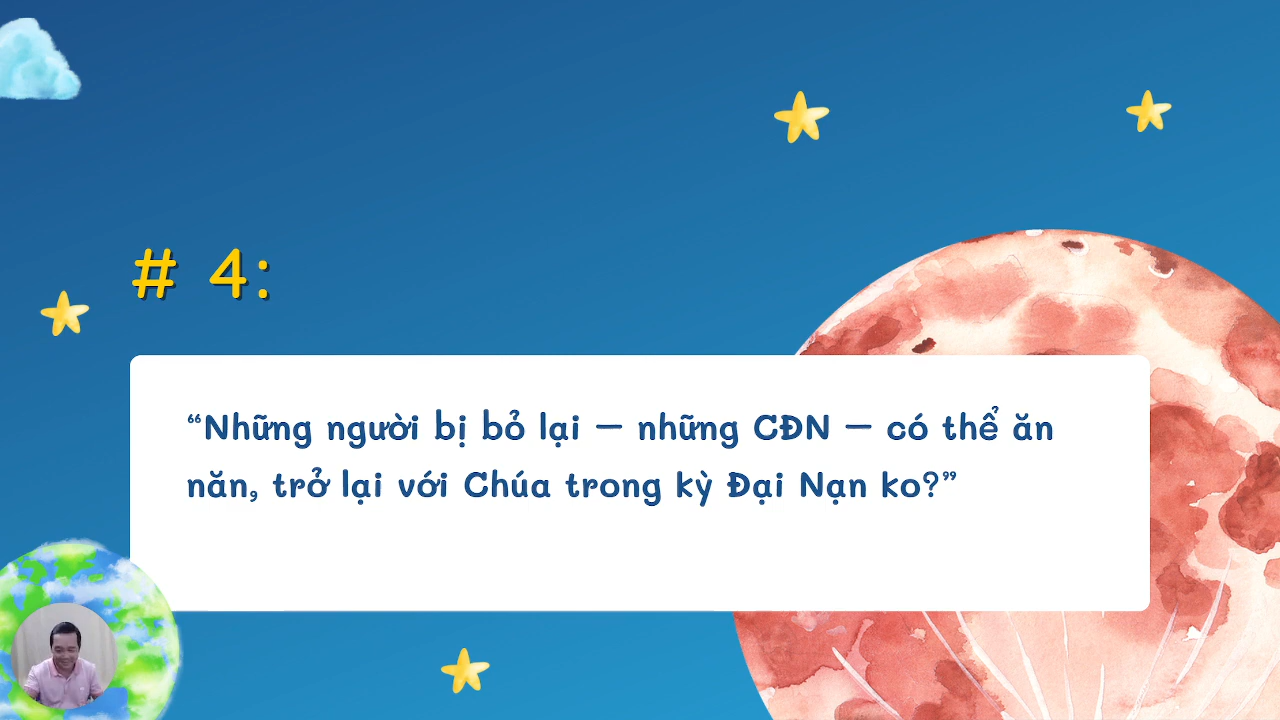 # 4:
“Những người bị bỏ lại – những CĐN – có thể ăn
năn, trở lại với Chúa trong kỳ Đại Nạn ko?”